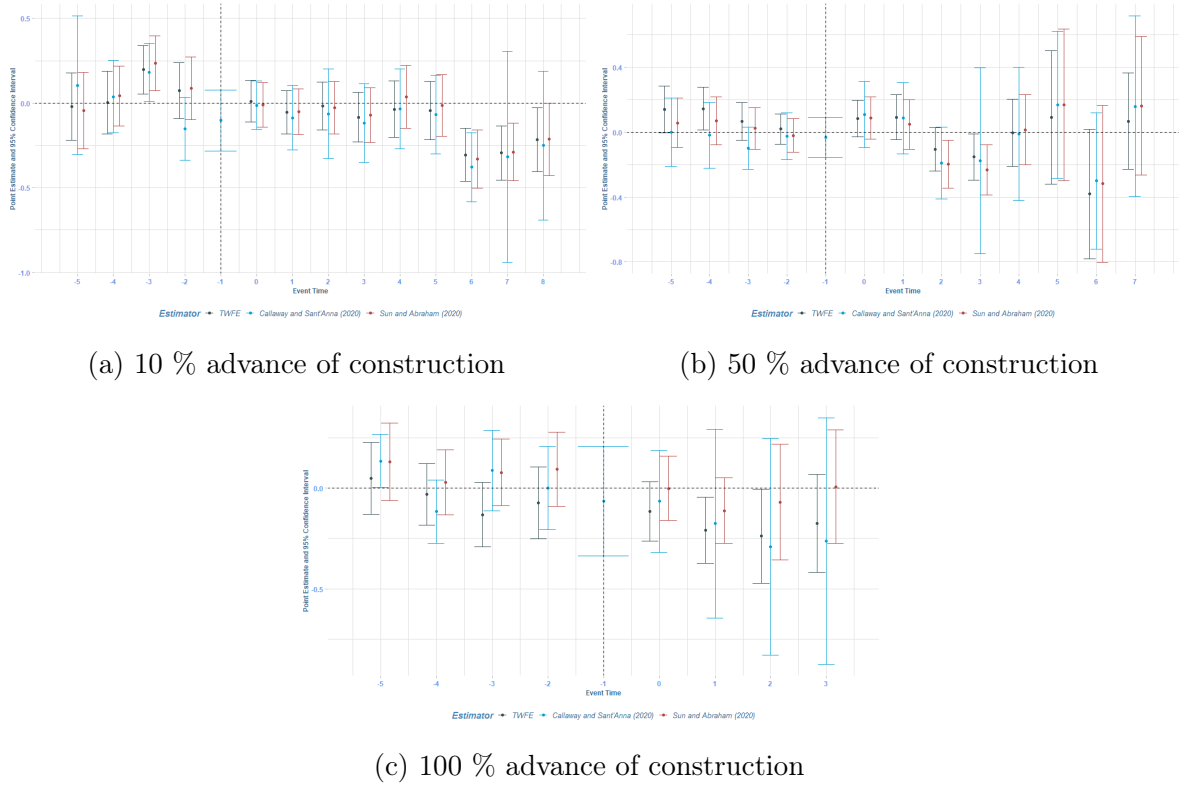 Point Estimate and 95% Confidence Interval
0.5
0.0
-0.5
-1.0
-5 -4 -3 -2 -1 0 1 2 3 4 5 6 7 8
Event Time
Estimator TWFE Callaway and Sant'Anna (2020) Sun and Abraham (2020)
(a) 10 % advance of construction
Point Estimate and 95% Confidence Interval
0.4
0.0
-0.4
-0.8
-5 -4 -3 -2 -1 0 1 2 3 4 5 6 7
Event Time
Estimator TWFE Callaway and Sant'Anna (2020) Sun and Abraham (2020)
(b) 50 % advance of construction
Point Estimate and 95% Confidence Interval
0.0
-0.5
-5 -4 -3 -2 -1 0 1 2 3
Event Time
Estimator TWFE Callaway and Sant'Anna (2020) Sun and Abraham (2020)
(c) 100 % advance of construction